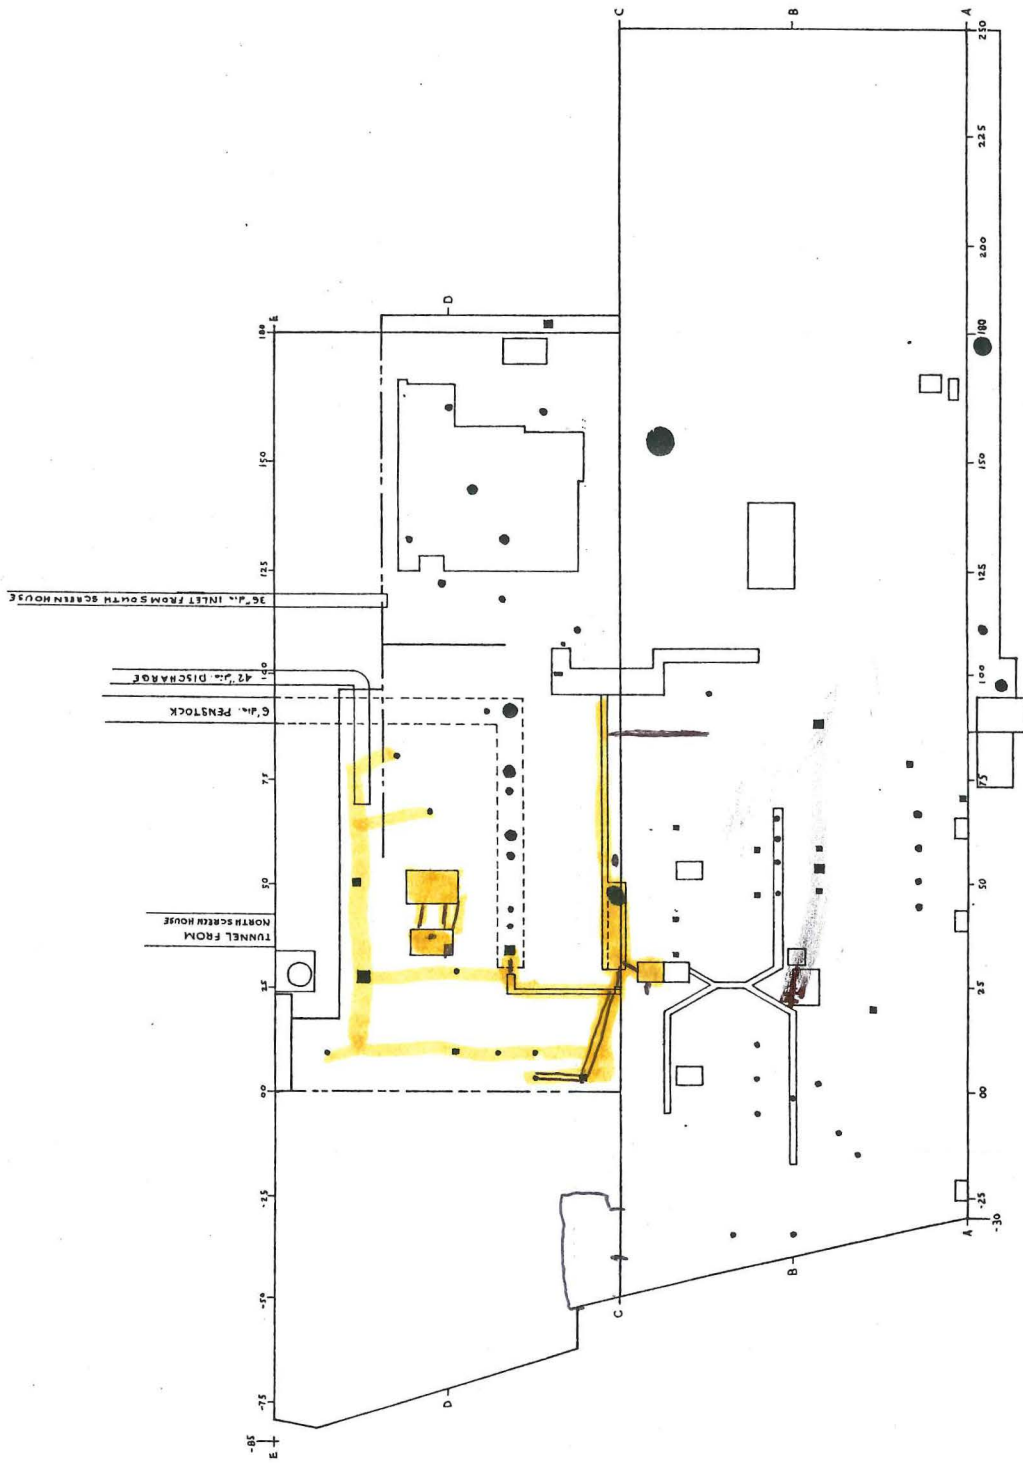 C
B
A
250
225
200
180
150
125
100
75
50
25
00
-25
-30
A
B
C
E
180
D
150
125
100
75
50
25
00
-25
-50
-75
-85
E
D
36" dia. INLET FROM SOUTH SCREEN HOUSE
42" dia. DISCHARGE
6' dia. PENSTOCK
TUNNEL FROM
NORTH SCREEN HOUSE